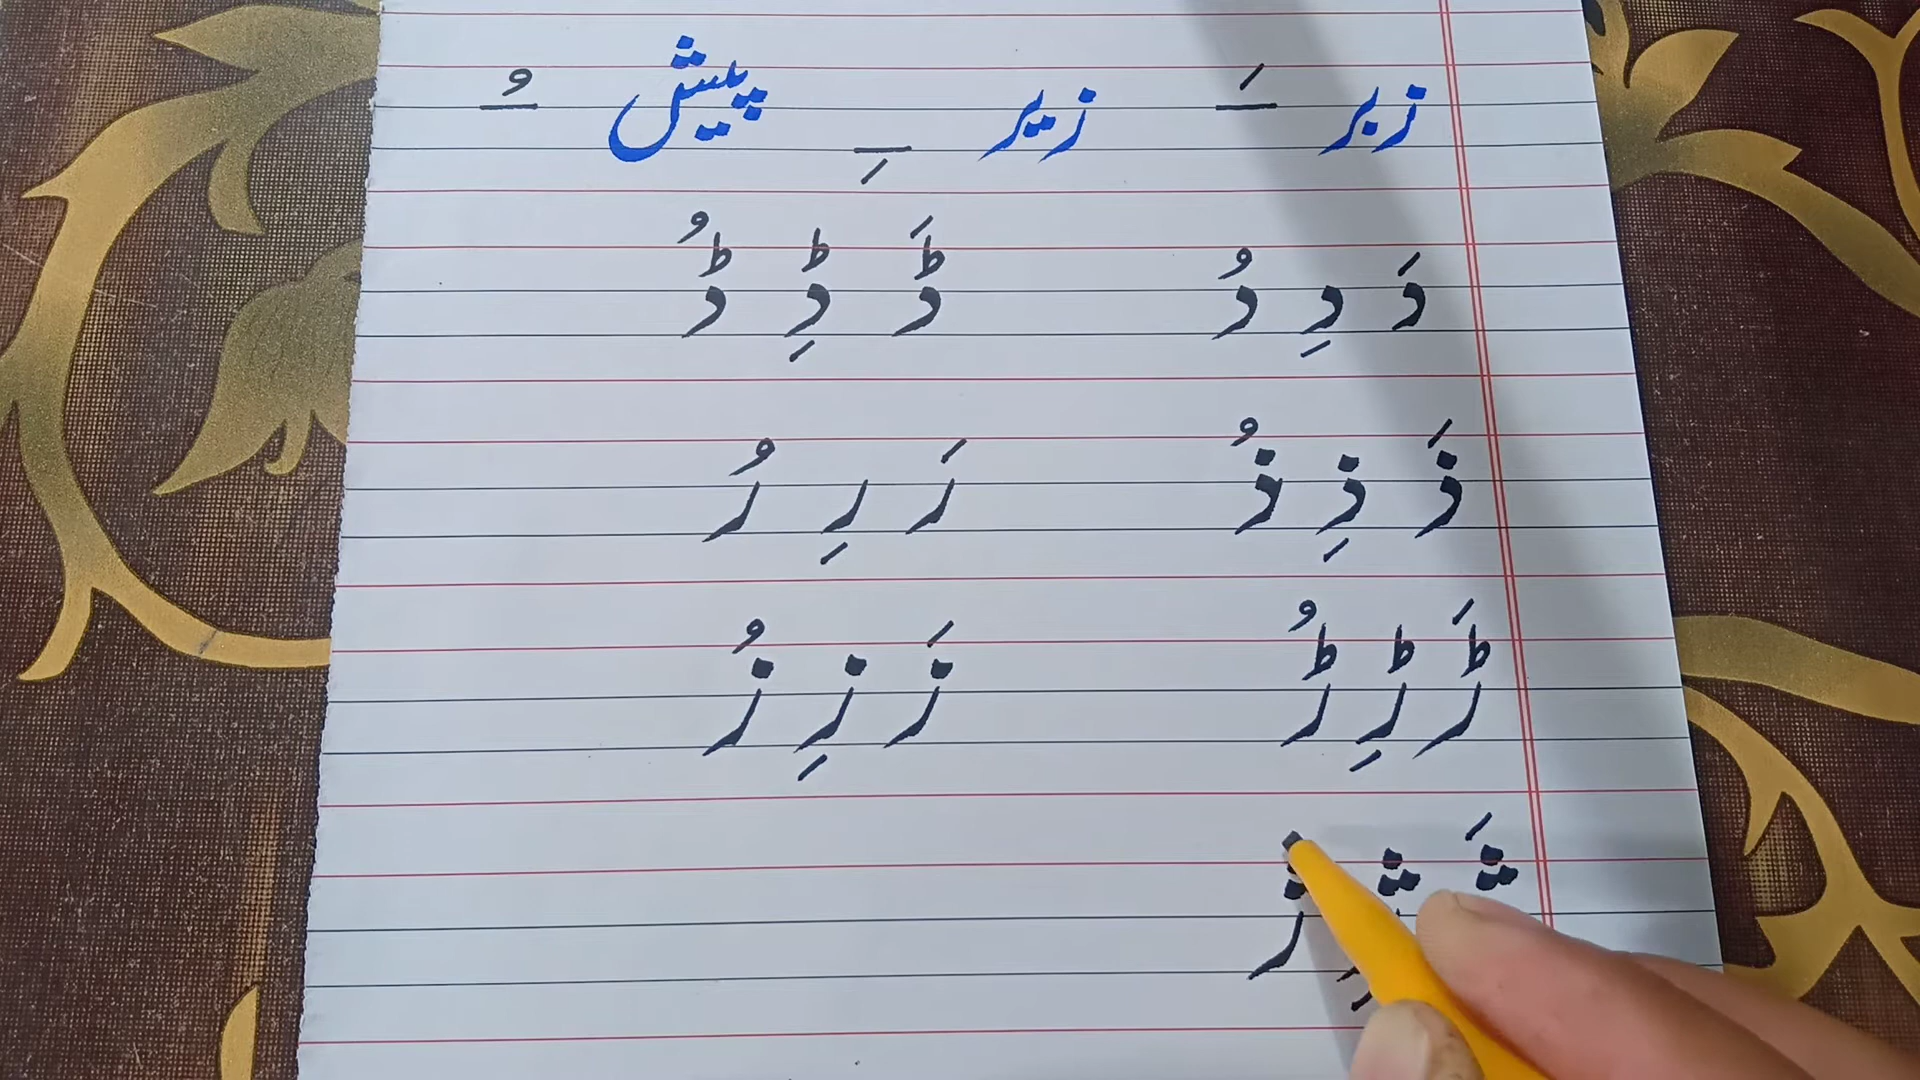 زبر ـَ زیر ـِ پیش ـُ
دَ دِ دُ ڈَ ڈِ ڈُ
ذَ ذِ ذُ رَ رِ رُ
ڑَ ڑِ ڑُ زَ زِ زُ
ژَ ژِ ژ